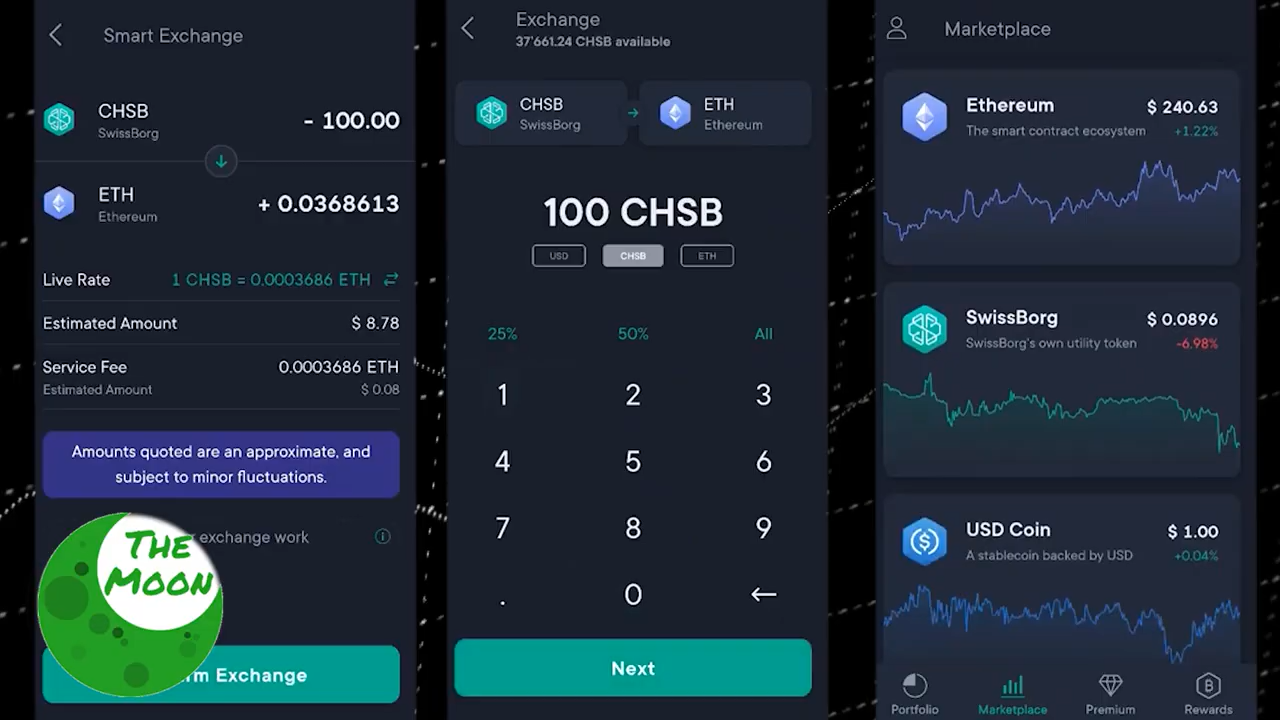 Smart Exchange
CHSB
SwissBorg
- 100.00
ETH
Ethereum
+ 0.0368613
Live Rate 1 CHSB = 0.0003686 ETH
Estimated Amount $ 8.78
Service Fee 0.0003686 ETH
Estimated Amount $ 0.08
Amounts quoted are an approximate, and
subject to minor fluctuations.
exchange work
THE
MOON
Exchange
Exchange
37'661.24 CHSB available
CHSB
SwissBorg
ETH
Ethereum
100 CHSB
USD CHSB ETH
25% 50% All
1 2 3
4 5 6
7 8 9
. 0
Next
Marketplace
Ethereum $ 240.63
The smart contract ecosystem +1.22%
SwissBorg $ 0.0896
SwissBorg's own utility token -6.98%
USD Coin $ 1.00
A stablecoin backed by USD +0.04%
Portfolio Marketplace Premium Rewards